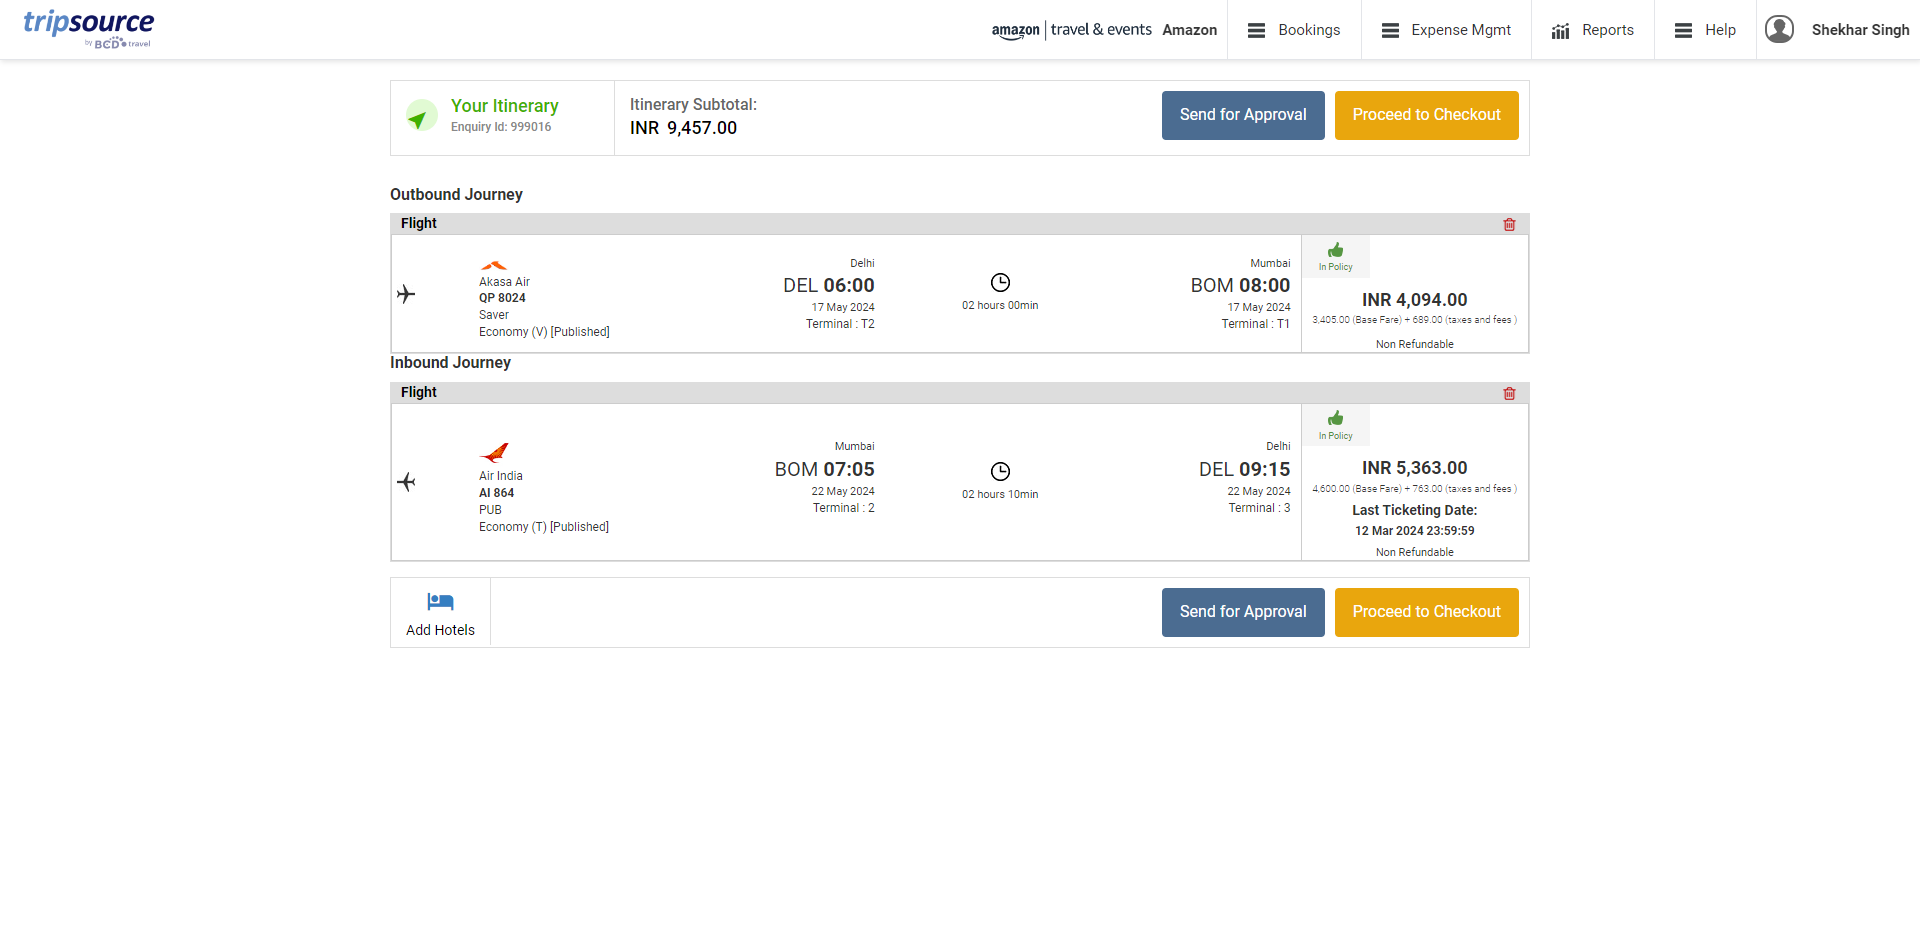 tripsource
by BCD travel
amazon | travel & events Amazon
Bookings
Expense Mgmt
Reports
Help
Shekhar Singh
Your Itinerary
Enquiry Id: 999016
Itinerary Subtotal:
INR 9,457.00
Send for Approval
Proceed to Checkout
Outbound Journey
Flight
Akasa Air
QP 8024
Saver
Economy (V) [Published]
Delhi
DEL 06:00
17 May 2024
Terminal : T2
02 hours 00min
Mumbai
BOM 08:00
17 May 2024
Terminal : T1
In Policy
INR 4,094.00
3,405.00 (Base Fare) + 689.00 (taxes and fees )
Non Refundable
Inbound Journey
Flight
Air India
AI 864
PUB
Economy (T) [Published]
Mumbai
BOM 07:05
22 May 2024
Terminal : 2
02 hours 10min
Delhi
DEL 09:15
22 May 2024
Terminal : 3
In Policy
INR 5,363.00
4,600.00 (Base Fare) + 763.00 (taxes and fees )
Last Ticketing Date:
12 Mar 2024 23:59:59
Non Refundable
Add Hotels
Send for Approval
Proceed to Checkout